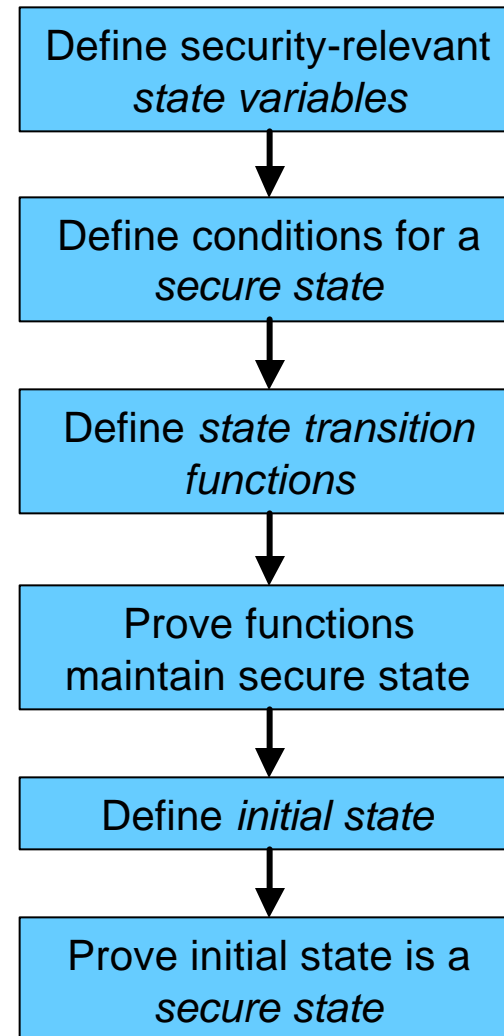 Define security-relevant
state variables
Define conditions for a
secure state
Define state transition
functions
Prove functions
maintain secure state
Define initial state
Prove initial state is a
secure state